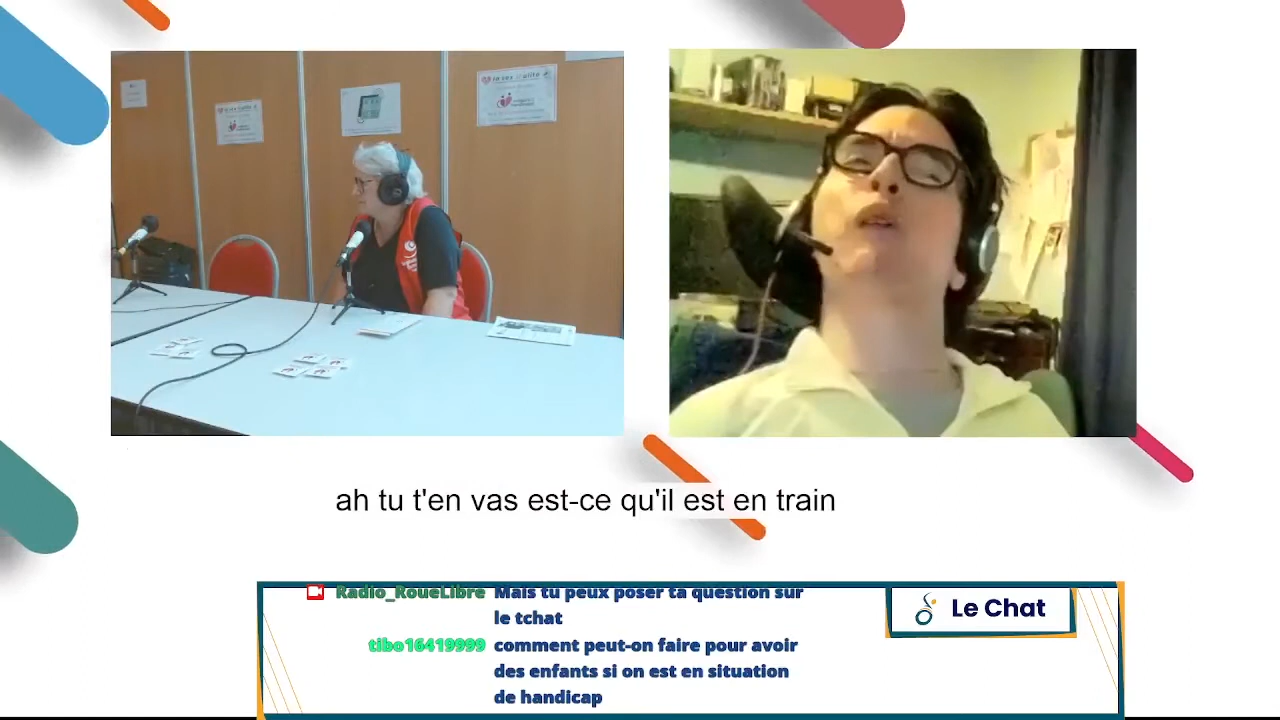 ah tu t'en vas est-ce qu'il est en train
Radio_RoueLibre Mais tu peux poser ta question sur
le tchat
tibo16419999 comment peut-on faire pour avoir
des enfants si on est en situation
de handicap
Le Chat